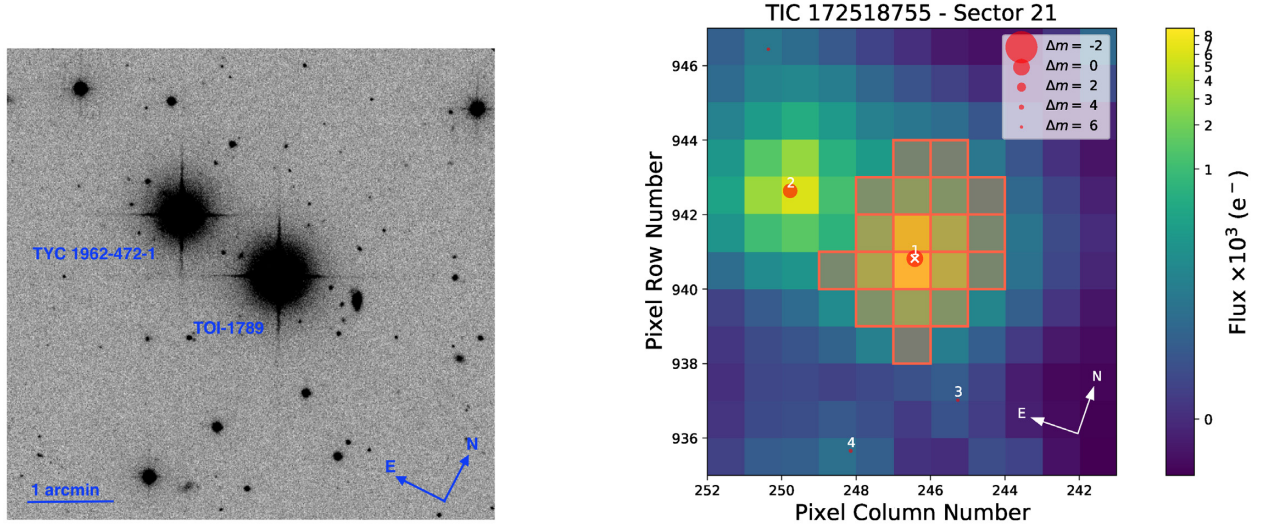 TYC 1962-472-1
TOI-1789
1 arcmin
E
N
TIC 172518755 - Sector 21
Δm = -2
Δm = 0
Δm = 2
Δm = 4
Δm = 6
1
2
3
4
E
N
946
944
942
940
938
936
252
250
248
246
244
242
Pixel Row Number
Pixel Column Number
8
7
6
5
4
3
2
1
0
Flux ×10³ (e⁻)